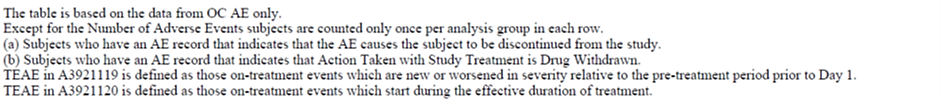 The table is based on the data from OC AE only.
Except for the Number of Adverse Events subjects are counted only once per analysis group in each row.
(a) Subjects who have an AE record that indicates that the AE causes the subject to be discontinued from the study.
(b) Subjects who have an AE record that indicates that Action Taken with Study Treatment is Drug Withdrawn.
TEAE in A3921119 is defined as those on-treatment events which are new or worsened in severity relative to the pre-treatment period prior to Day 1.
TEAE in A3921120 is defined as those on-treatment events which start during the effective duration of treatment.